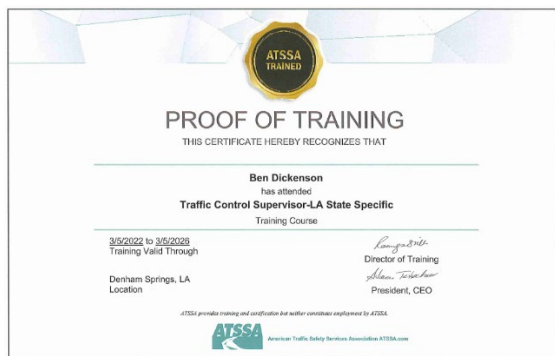 ATSSA
TRAINED
PROOF OF TRAINING
THIS CERTIFICATE HEREBY RECOGNIZES THAT
Ben Dickenson
has attended
Traffic Control Supervisor-LA State Specific
Training Course
3/5/2022 to 3/5/2026
Training Valid Through
Director of Training
Denham Springs, LA
Location
President, CEO
ATSSA provides training and certification but neither constitutes employment by ATSSA.
ATSSA
American Traffic Safety Services Association ATSSA.com